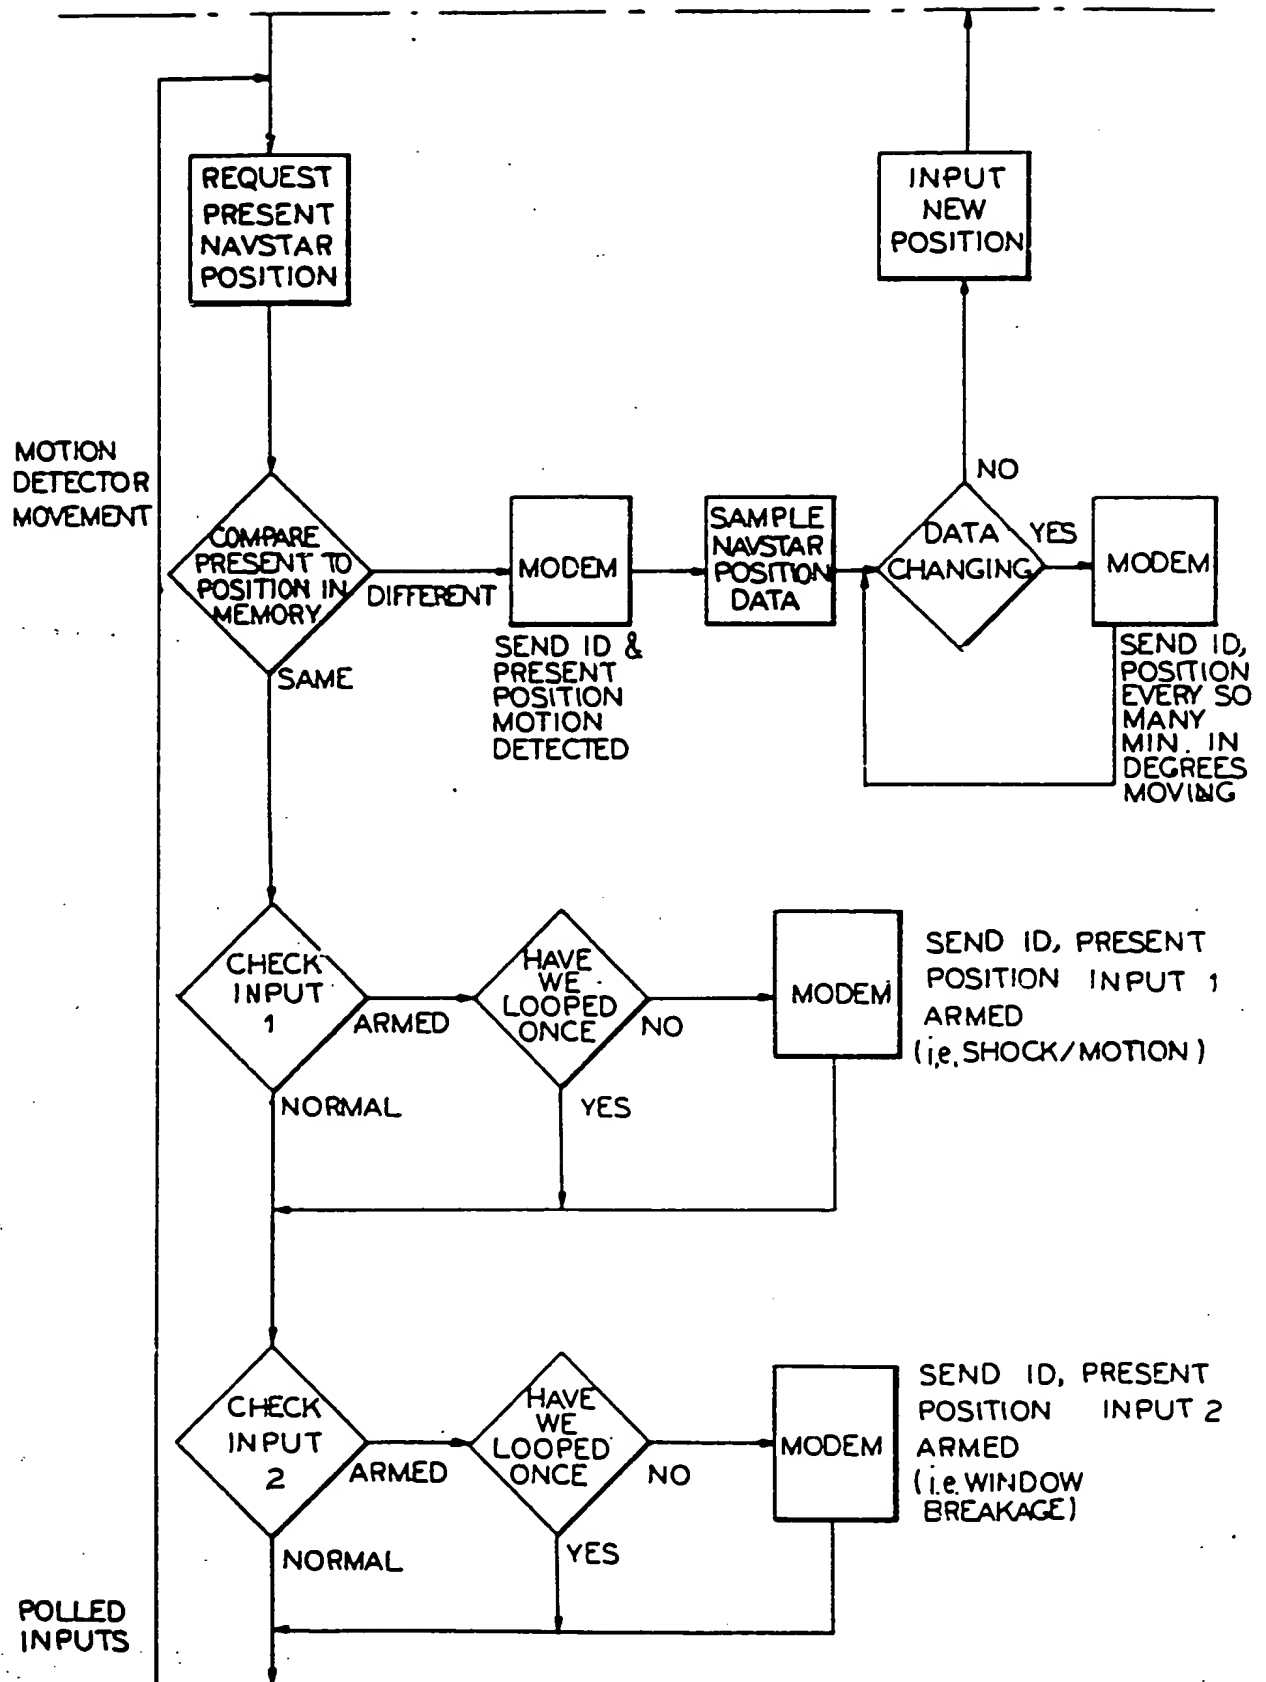 REQUEST
PRESENT
NAVSTAR
POSITION
INPUT
NEW
POSITION
MOTION
DETECTOR
MOVEMENT
COMPARE
PRESENT TO
POSITION IN
MEMORY
DIFFERENT
SAME
MODEM
SEND ID &
PRESENT
POSITION
MOTION
DETECTED
SAMPLE
NAVSTAR
POSITION
DATA
DATA
CHANGING
NO
YES
MODEM
SEND ID,
POSITION
EVERY SO
MANY
MIN. IN
DEGREES
MOVING
CHECK
INPUT
1
ARMED
NORMAL
HAVE
WE
LOOPED
ONCE
NO
YES
MODEM
SEND ID, PRESENT
POSITION INPUT 1
ARMED
(i.e. SHOCK/MOTION)
CHECK
INPUT
2
ARMED
NORMAL
HAVE
WE
LOOPED
ONCE
NO
YES
MODEM
SEND ID, PRESENT
POSITION INPUT 2
ARMED
(i.e. WINDOW
BREAKAGE)
POLLED
INPUTS